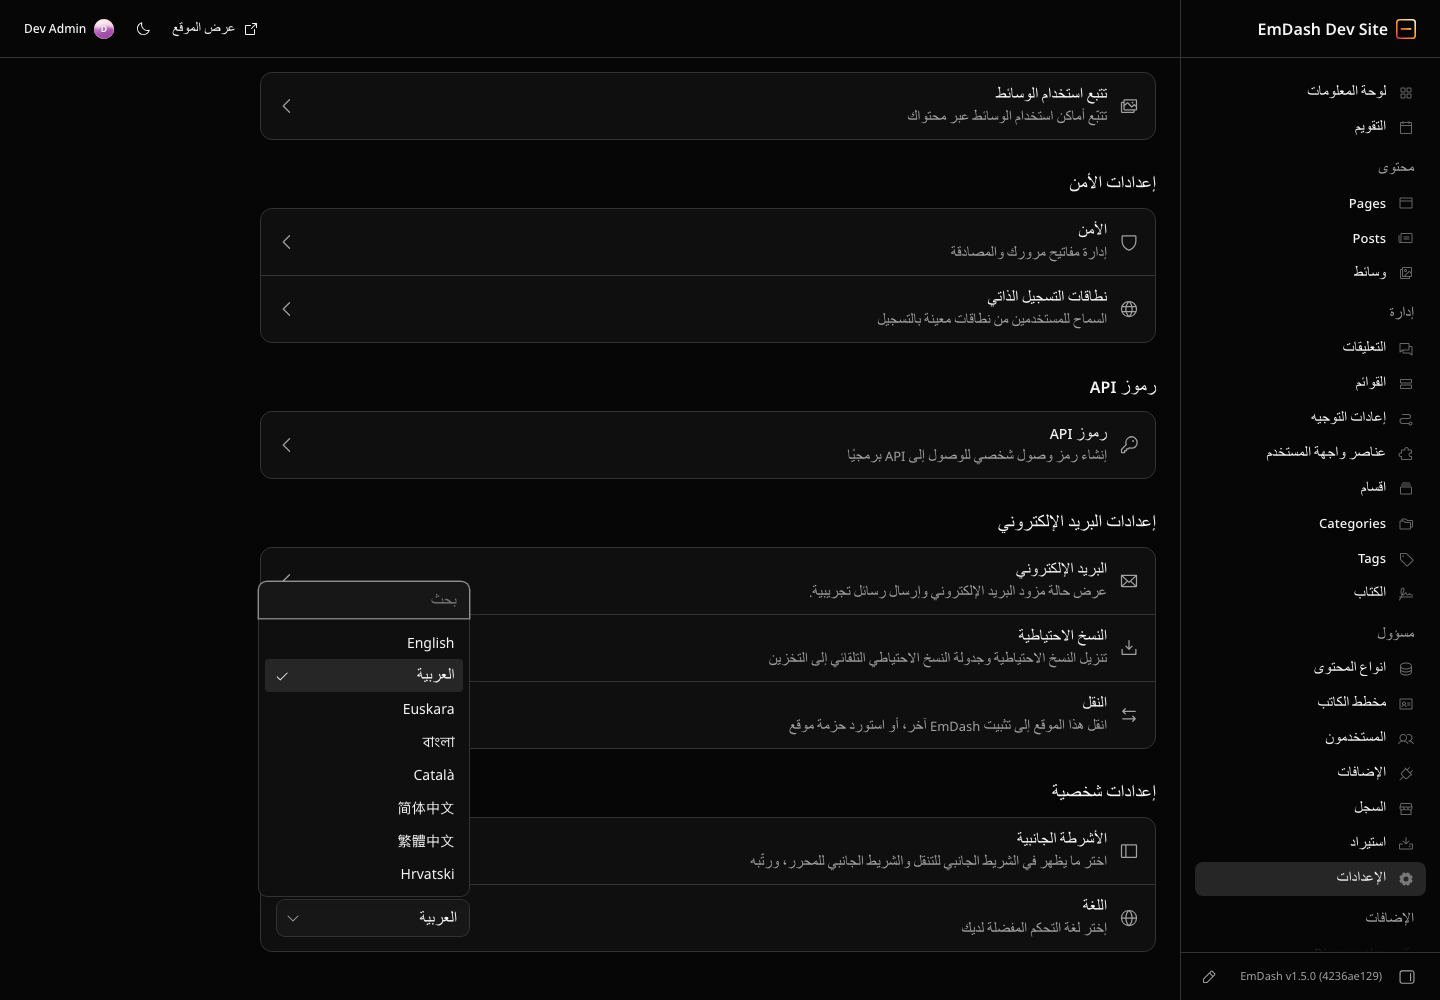 EmDash Dev Site
عرض الموقع
D
Dev Admin
لوحة المعلومات
التقويم
محتوى
Pages
Posts
وسائط
إدارة
التعليقات
القوائم
إعادات التوجيه
عناصر واجهة المستخدم
اقسام
Categories
Tags
الكتاب
مسؤول
انواع المحتوى
مخطط الكاتب
المستخدمون
الإضافات
السجل
استيراد
الإعدادات
الإضافات
EmDash v1.5.0 (4236ae129)
تتبع استخدام الوسائط
تتبّع أماكن استخدام الوسائط عبر محتواك
إعدادات الأمن
الأمن
إدارة مفاتيح مرورك والمصادقة
نطاقات التسجيل الذاتي
السماح للمستخدمين من نطاقات معينة بالتسجيل
رموز API
رموز API
إنشاء رمز وصول شخصي للوصول إلى API برمجيًا
إعدادات البريد الإلكتروني
البريد الإلكتروني
عرض حالة مزود البريد الإلكتروني وإرسال رسائل تجريبية.
النسخ الاحتياطية
تنزيل النسخ الاحتياطية وجدولة النسخ الاحتياطي التلقائي إلى التخزين
النقل
انقل هذا الموقع إلى تثبيت EmDash آخر، أو استورد حزمة موقع
إعدادات شخصية
الأشرطة الجانبية
اختر ما يظهر في الشريط الجانبي للتنقل والشريط الجانبي للمحرر، ورتّبه
اللغة
إختر لغة التحكم المفضلة لديك
بحث
English
العربية
Euskara
বাংলা
Català
简体中文
繁體中文
Hrvatski
العربية